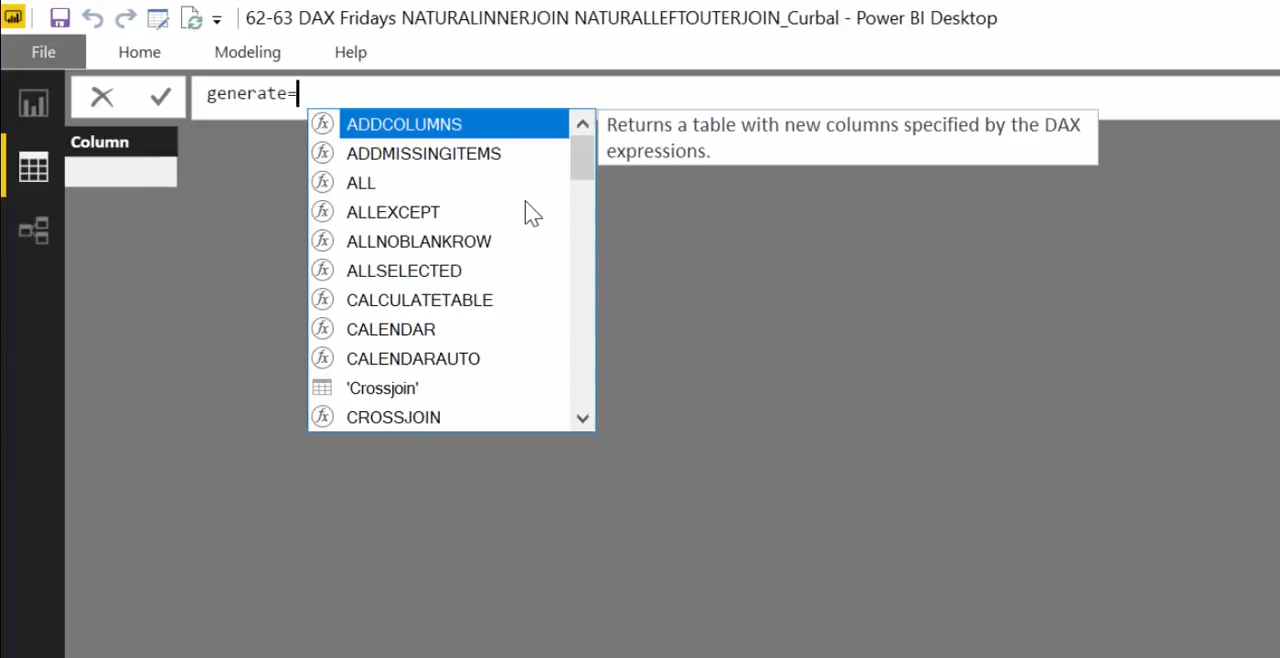 62-63 DAX Fridays NATURALINNERJOIN NATURALLEFTOUTERJOIN_Curbal - Power BI Desktop
File Home Modeling Help
generate=
Column
ADDCOLUMNS
Returns a table with new columns specified by the DAX
expressions.
ADDMISSINGITEMS
ALL
ALLEXCEPT
ALLNOBLANKROW
ALLSELECTED
CALCULATETABLE
CALENDAR
CALENDARAUTO
'Crossjoin'
CROSSJOIN